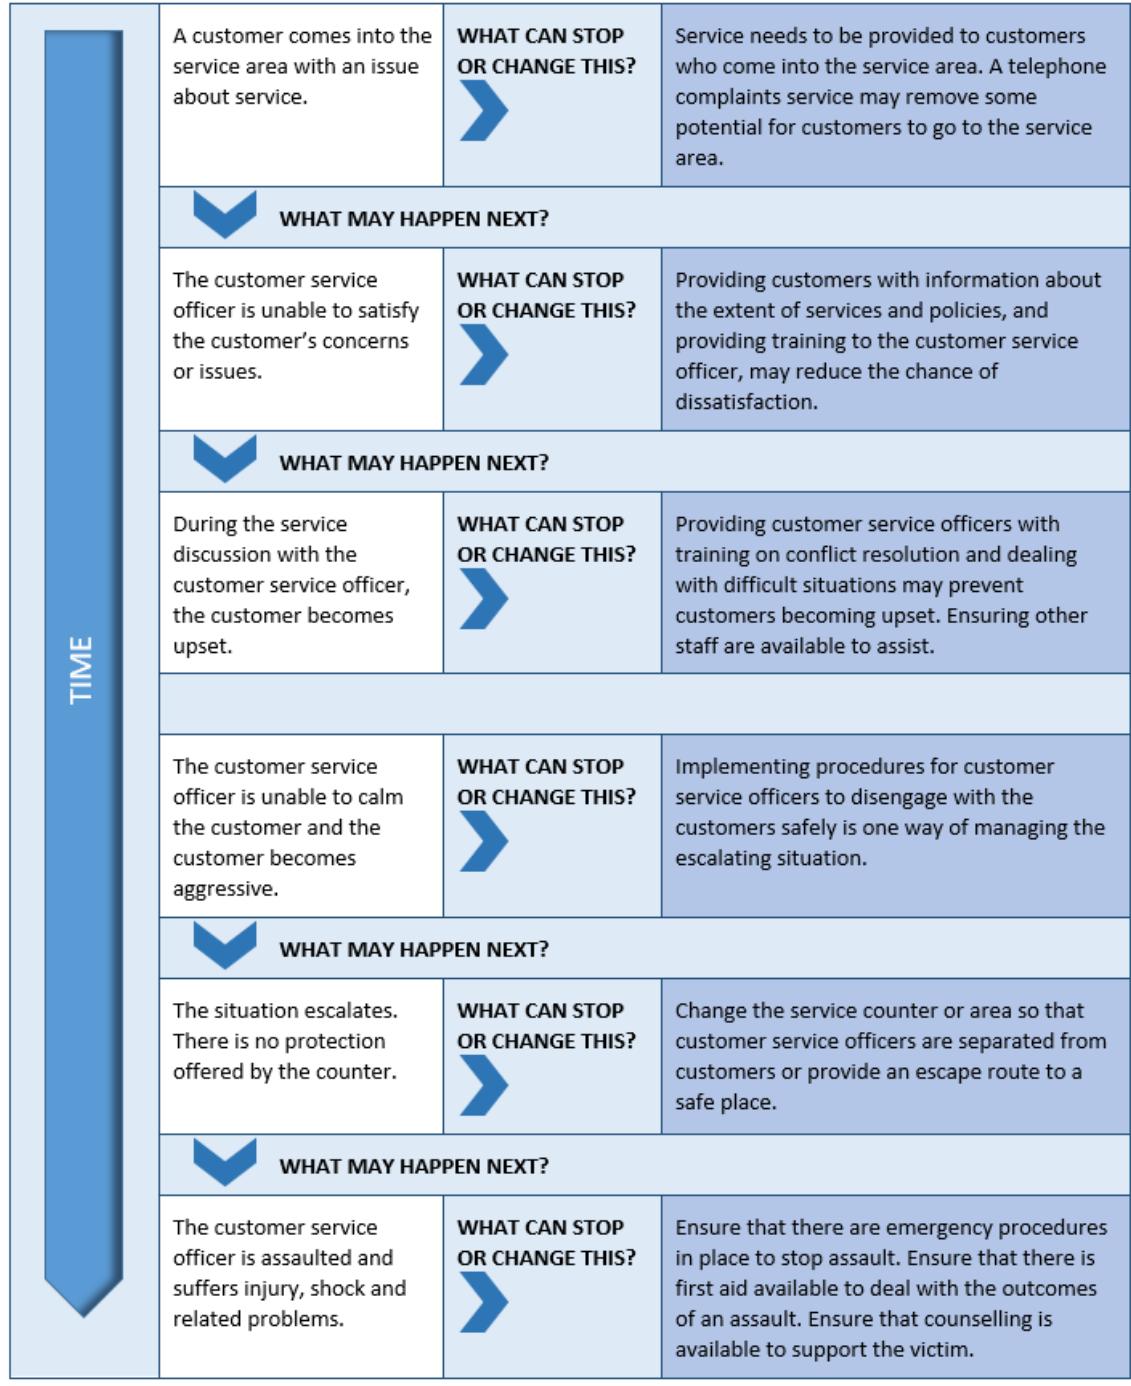 TIME
A customer comes into the
service area with an issue
about service.
WHAT CAN STOP
OR CHANGE THIS?
Service needs to be provided to customers
who come into the service area. A telephone
complaints service may remove some
potential for customers to go to the service
area.
WHAT MAY HAPPEN NEXT?
The customer service
officer is unable to satisfy
the customer’s concerns
or issues.
WHAT CAN STOP
OR CHANGE THIS?
Providing customers with information about
the extent of services and policies, and
providing training to the customer service
officer, may reduce the chance of
dissatisfaction.
WHAT MAY HAPPEN NEXT?
During the service
discussion with the
customer service officer,
the customer becomes
upset.
WHAT CAN STOP
OR CHANGE THIS?
Providing customer service officers with
training on conflict resolution and dealing
with difficult situations may prevent
customers becoming upset. Ensuring other
staff are available to assist.
The customer service
officer is unable to calm
the customer and the
customer becomes
aggressive.
WHAT CAN STOP
OR CHANGE THIS?
Implementing procedures for customer
service officers to disengage with the
customers safely is one way of managing the
escalating situation.
WHAT MAY HAPPEN NEXT?
The situation escalates.
There is no protection
offered by the counter.
WHAT CAN STOP
OR CHANGE THIS?
Change the service counter or area so that
customer service officers are separated from
customers or provide an escape route to a
safe place.
WHAT MAY HAPPEN NEXT?
The customer service
officer is assaulted and
suffers injury, shock and
related problems.
WHAT CAN STOP
OR CHANGE THIS?
Ensure that there are emergency procedures
in place to stop assault. Ensure that there is
first aid available to deal with the outcomes
of an assault. Ensure that counselling is
available to support the victim.